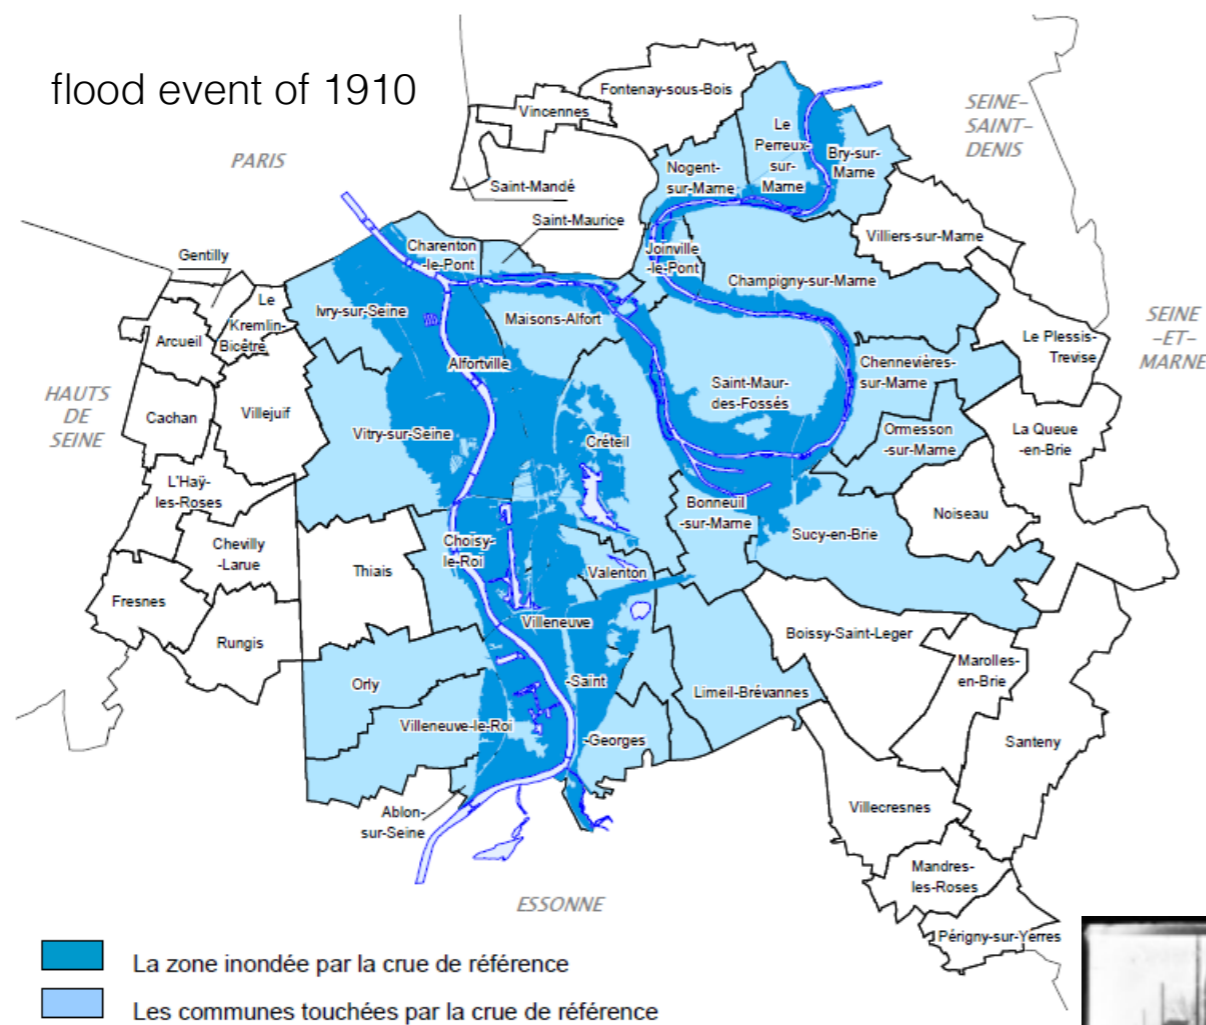 flood event of 1910
Fontenay-sous-Bois
Vincennes
SEINE-
SAINT-
DENIS
Le
Perreux-
sur-
Marne
PARIS
Bry-sur-
Marne
Nogent-
sur-Marne
Saint-Mandé
Saint-Maurice
Villiers-sur-Marne
Charenton
-le-Pont
Joinville
-le-Pont
Gentilly
Champigny-sur-Marne
Le
Kremlin-
Bicêtre
Ivry-sur-Seine
Maisons-Alfort
SEINE
-ET-
MARNE
Arcueil
Le Plessis-
Trevise
Alfortville
Chennevières-
sur-Marne
HAUTS
DE
SEINE
Saint-Maur-
des-Fossés
Cachan
Villejuif
Vitry-sur-Seine
Créteil
Ormesson
-sur-Marne
La Queue
-en-Brie
L'Haÿ-
les-Roses
Bonneuil
-sur-Marne
Noiseau
Sucy-en-Brie
Chevilly
-Larue
Choisy-
le-Roi
Thiais
Valenton
Fresnes
Rungis
Villeneuve
-Saint
-Georges
Boissy-Saint-Leger
Marolles-
en-Brie
Orly
Limeil-Brévannes
Villeneuve-le-Roi
Santeny
Ablon-
sur-Seine
Villecresnes
Mandres-
les-Roses
ESSONNE
Périgny-sur-Yerres
La zone inondée par la crue de référence
Les communes touchées par la crue de référence